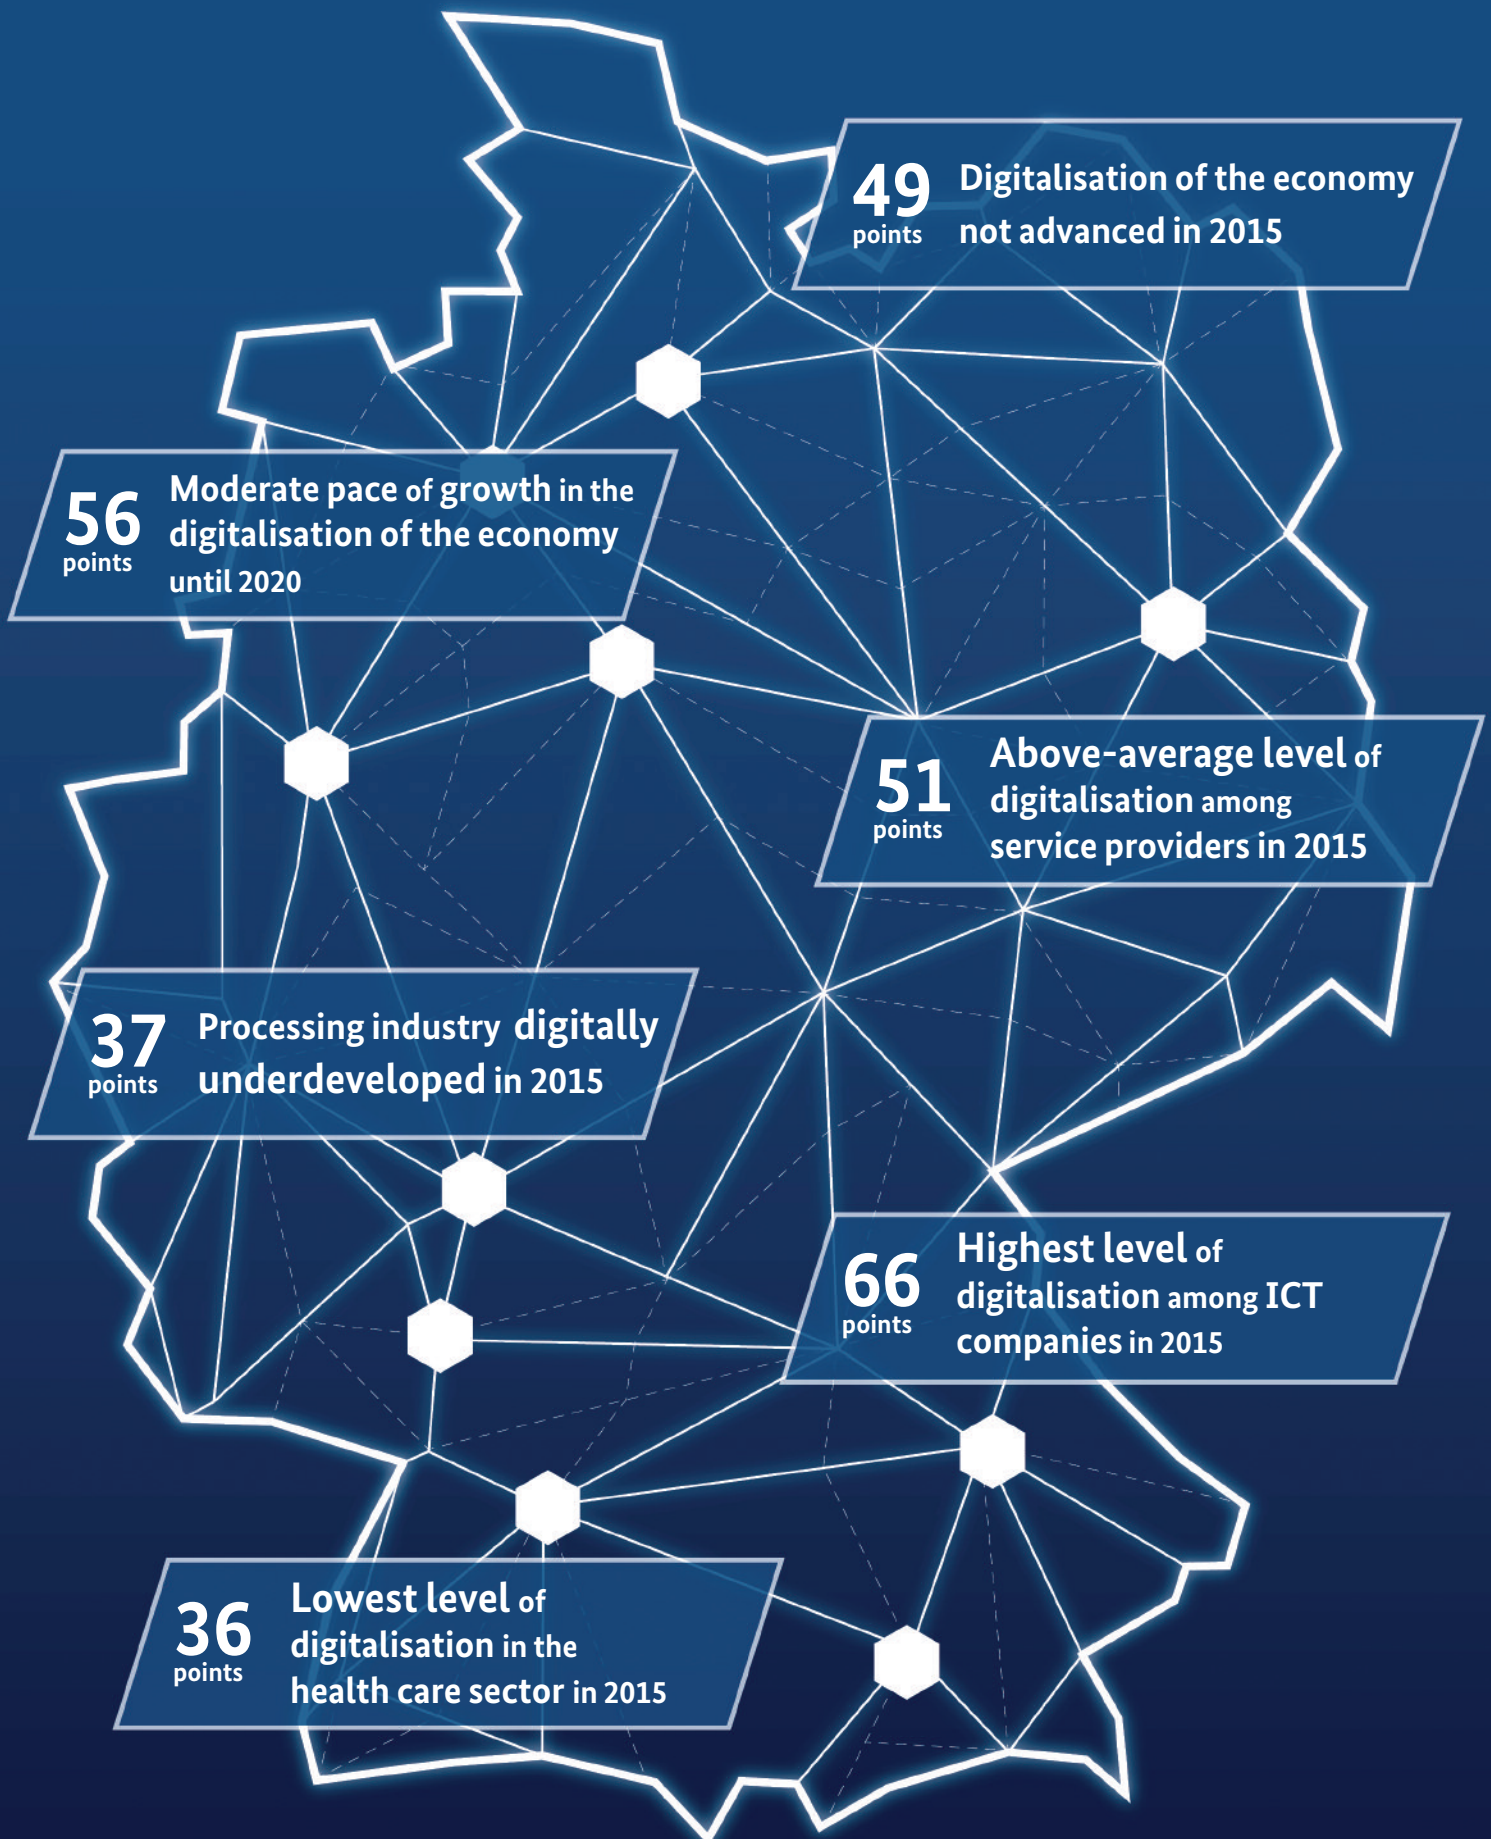 49
points
Digitalisation of the economy
not advanced in 2015
56
points
Moderate pace of growth in the
digitalisation of the economy
until 2020
51
points
Above-average level of
digitalisation among
service providers in 2015
37
points
Processing industry digitally
underdeveloped in 2015
66
points
Highest level of
digitalisation among ICT
companies in 2015
36
points
Lowest level of
digitalisation in the
health care sector in 2015